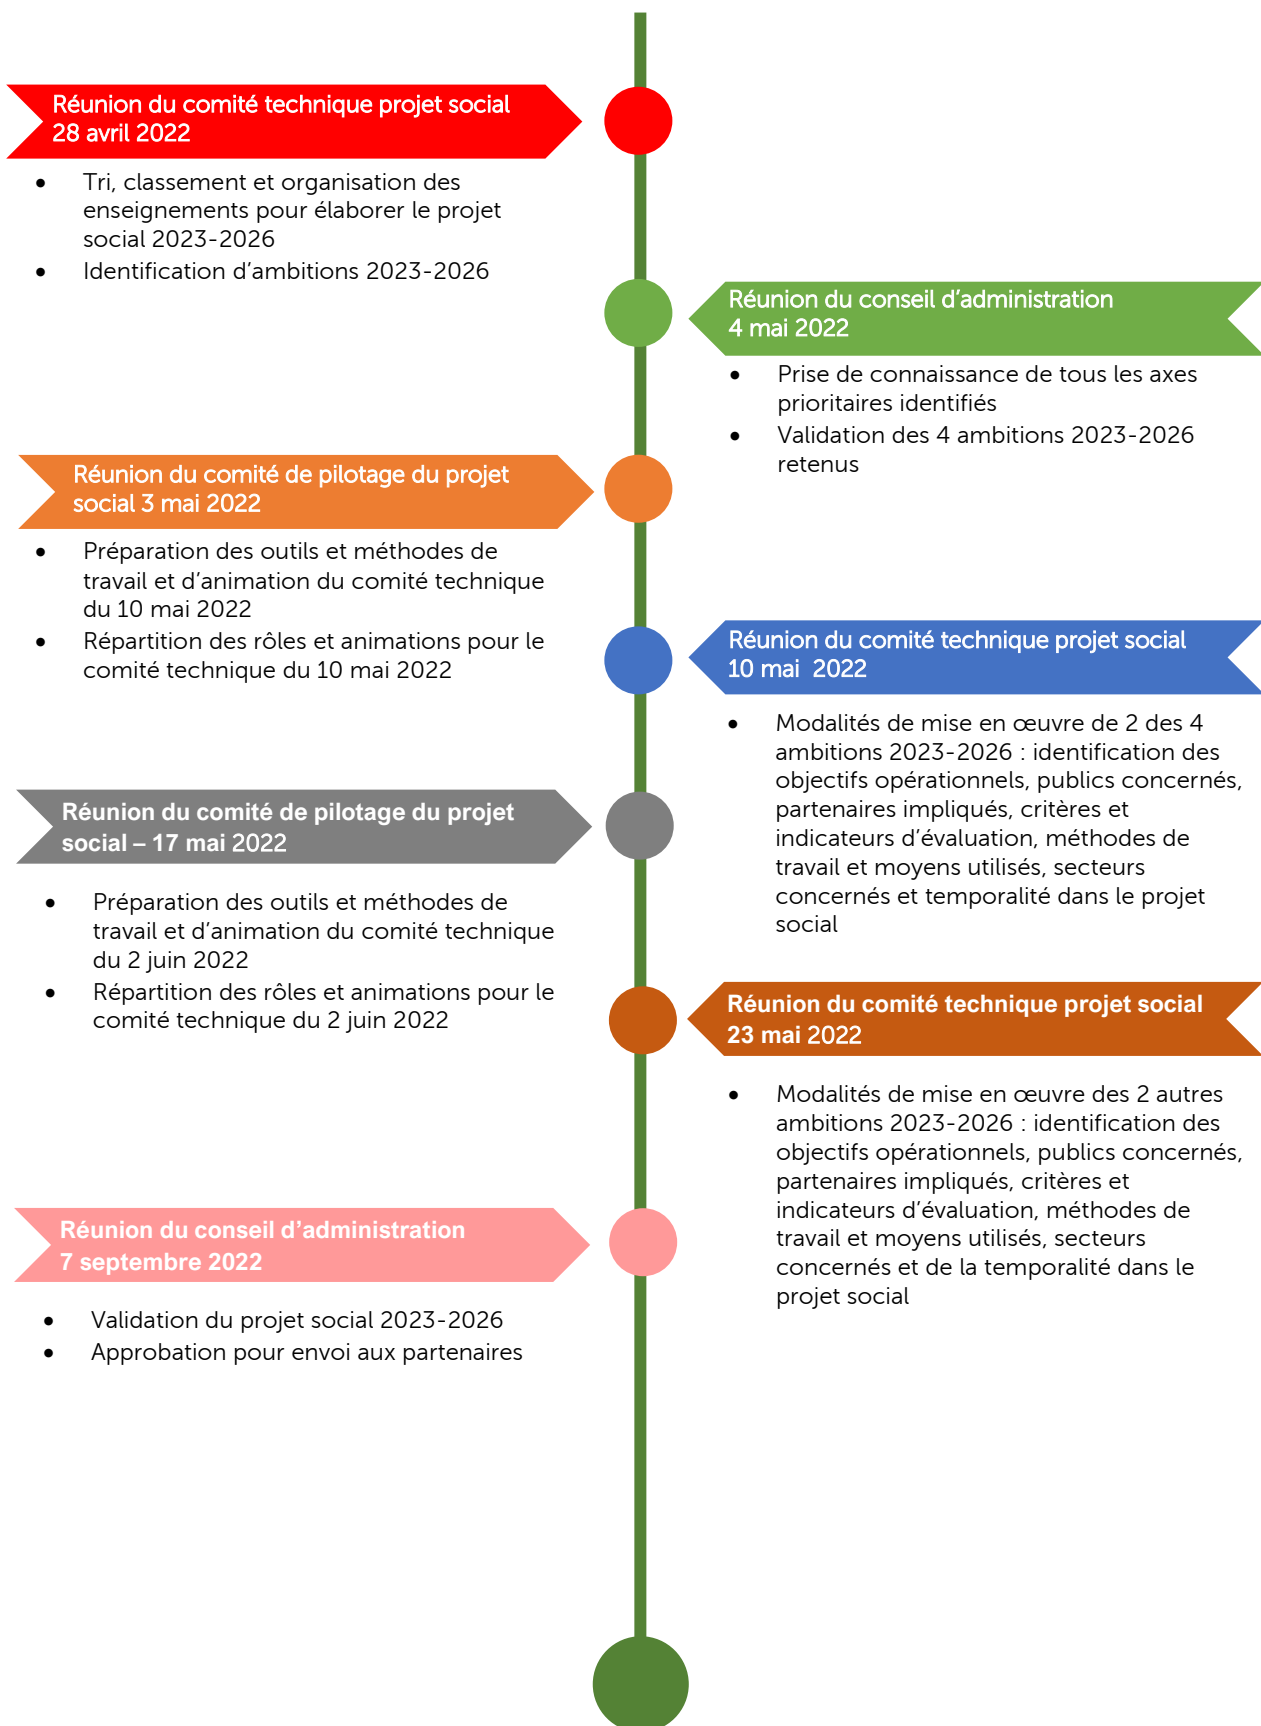 Réunion du comité technique projet social
28 avril 2022
• Tri, classement et organisation des
enseignements pour élaborer le projet
social 2023-2026
• Identification d’ambitions 2023-2026
Réunion du conseil d’administration
4 mai 2022
• Prise de connaissance de tous les axes
prioritaires identifiés
• Validation des 4 ambitions 2023-2026
retenus
Réunion du comité de pilotage du projet
social 3 mai 2022
• Préparation des outils et méthodes de
travail et d’animation du comité technique
du 10 mai 2022
• Répartition des rôles et animations pour le
comité technique du 10 mai 2022
Réunion du comité technique projet social
10 mai  2022
• Modalités de mise en œuvre de 2 des 4
ambitions 2023-2026 : identification des
objectifs opérationnels, publics concernés,
partenaires impliqués, critères et
indicateurs d’évaluation, méthodes de
travail et moyens utilisés, secteurs
concernés et temporalité dans le projet
social
Réunion du comité de pilotage du projet
social – 17 mai 2022
• Préparation des outils et méthodes de
travail et d’animation du comité technique
du 2 juin 2022
• Répartition des rôles et animations pour le
comité technique du 2 juin 2022
Réunion du comité technique projet social
23 mai 2022
• Modalités de mise en œuvre des 2 autres
ambitions 2023-2026 : identification des
objectifs opérationnels, publics concernés,
partenaires impliqués, critères et
indicateurs d’évaluation, méthodes de
travail et moyens utilisés, secteurs
concernés et de la temporalité dans le
projet social
Réunion du conseil d’administration
7 septembre 2022
• Validation du projet social 2023-2026
• Approbation pour envoi aux partenaires